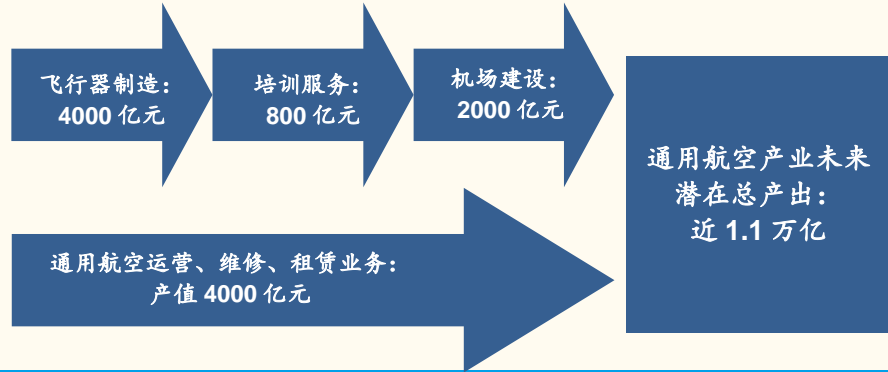 飞行器制造：
4000 亿元
培训服务：
800 亿元
机场建设：
2000 亿元
通用航空产业未来
潜在总产出：
近 1.1 万亿
通用航空运营、维修、租赁业务：
产值 4000 亿元